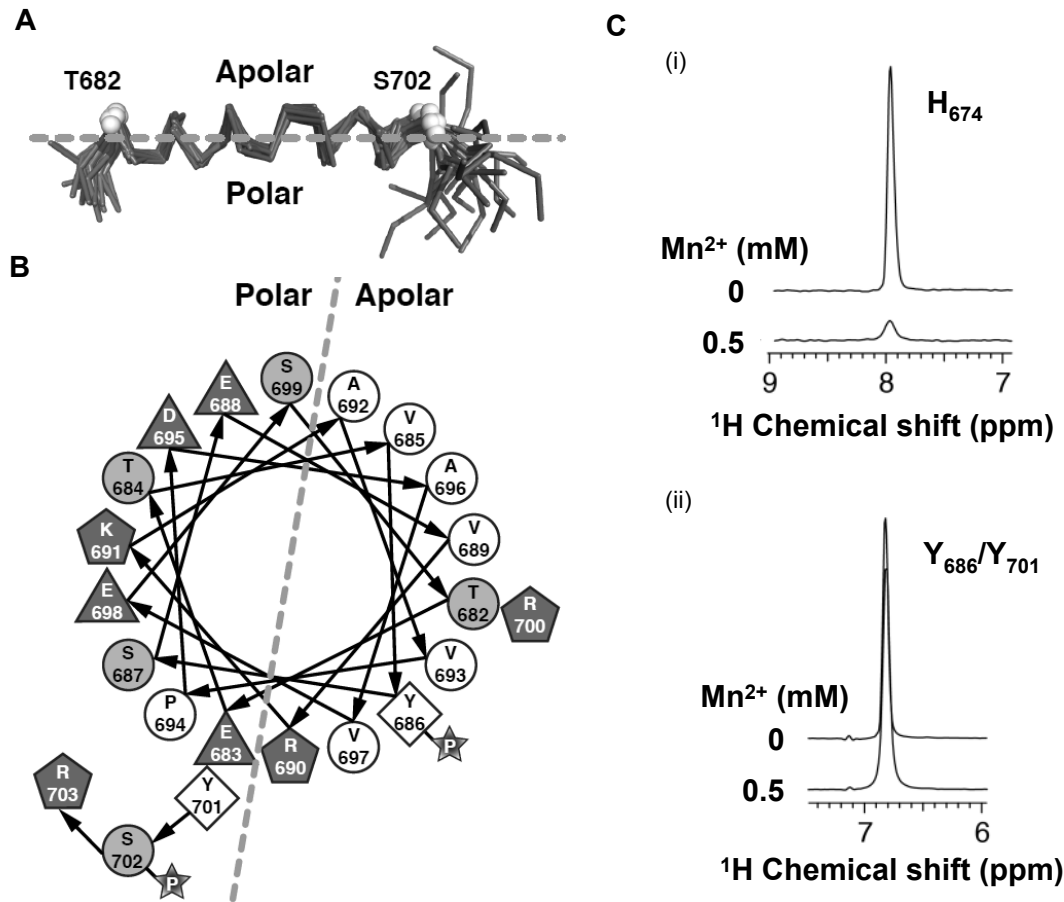 A
T682
Apolar
S702
Polar
B
Polar
Apolar
S
699
A
692
E
688
V
685
D
695
A
696
T
684
V
689
K
691
T
682
R
700
E
698
V
693
S
687
Y
686
P
P
694
V
697
R
690
E
683
Y
701
R
703
S
702
P
C
(i)
H674
Mn2+ (mM)
0
0.5
9 8 7
1H Chemical shift (ppm)
(ii)
Y686/Y701
Mn2+ (mM)
0
0.5
7 6
1H Chemical shift (ppm)